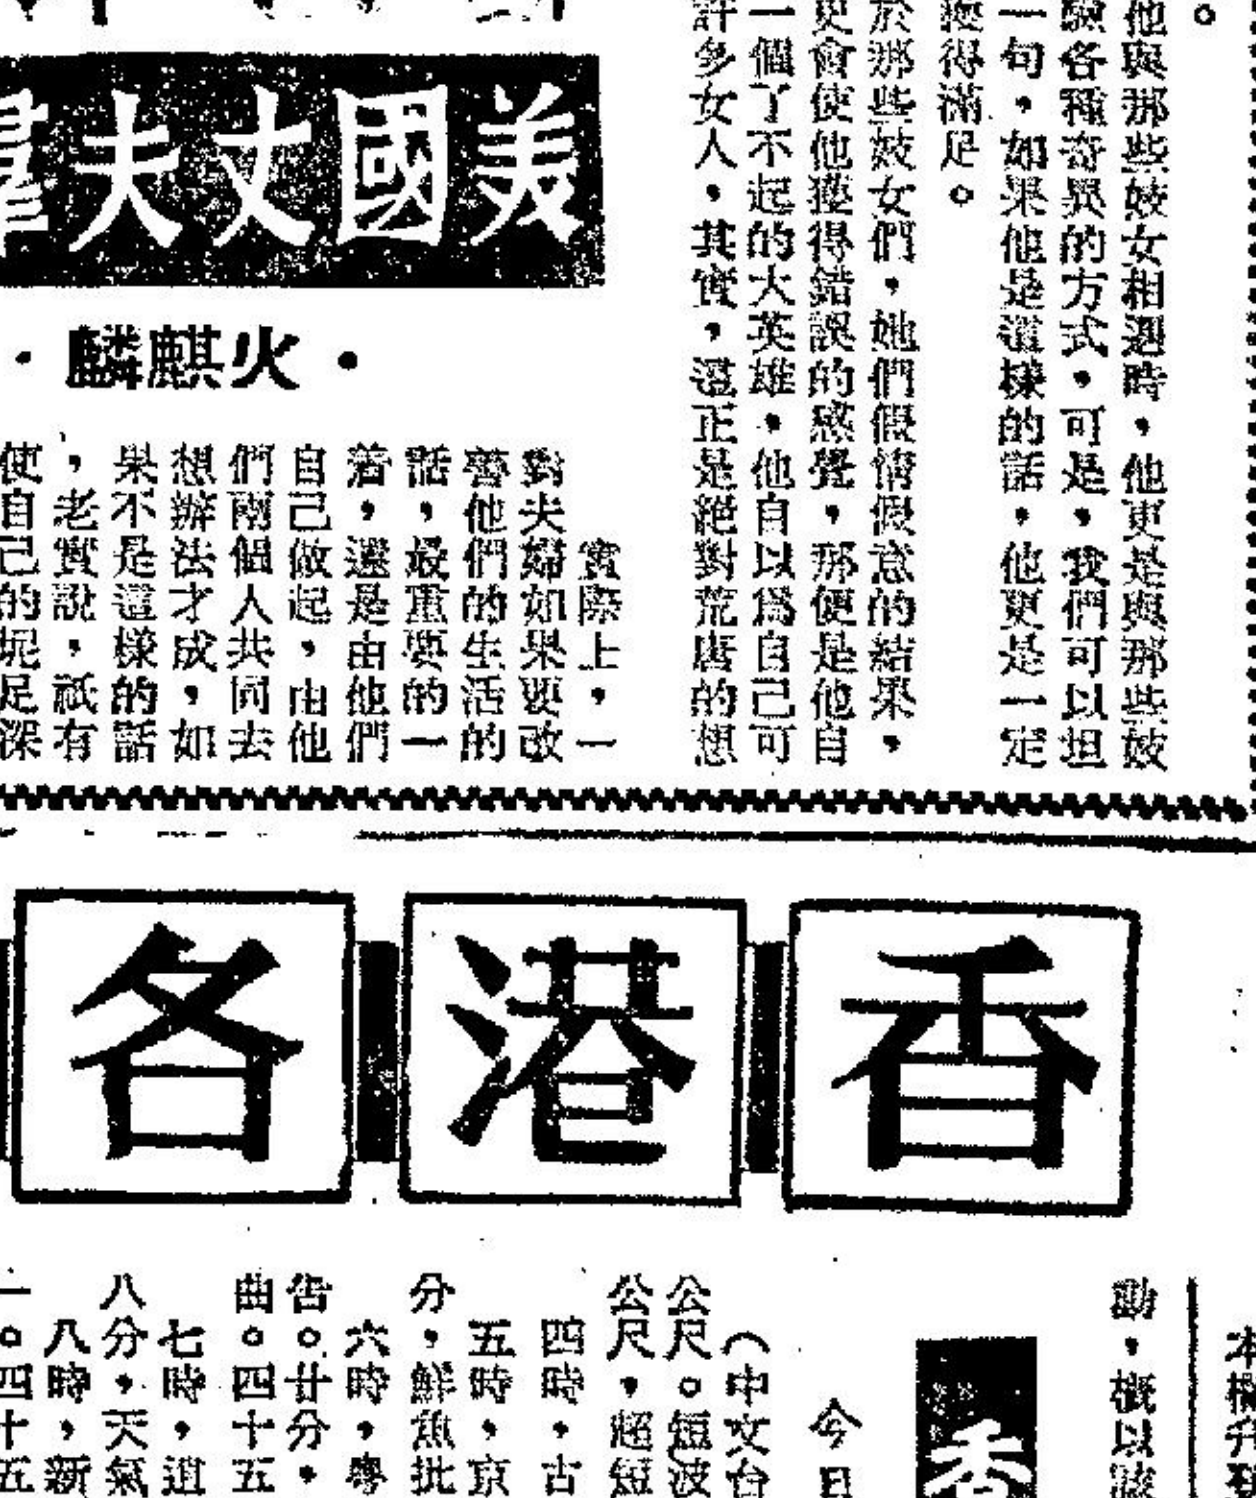 。
他與那些妓女相遇時,他更是與那些妓
驗各種奇異的方式,可是,我們可以坦
一句,如果他是這樣的話,他更是一定
獲得滿足。
於那些妓女們,她們假情假意的結果,
更會使他獲得錯誤的感覺,那便是他自
一個了不起的大英雄,他自以爲自己可
許多女人,其實,這正是絕對荒唐的想
美國丈夫
·火麒麟·
實際上,一
對夫婦如果要改
善他們的生活的
話,最重要的一
着,還是由他們
自己做起,由他
們兩個人共同去
想辦法才成,如
果不是這樣的話
,老實說,祇有
使自己的坭足深
香港各
動,概以
今日
(中文台
公尺。短波
公尺,超短
四時,古
五時,京
分,鮮魚批
六時,粵
告。廿分,
曲。四十五
七時,道
八分,天氣
八時,新
一。四十五